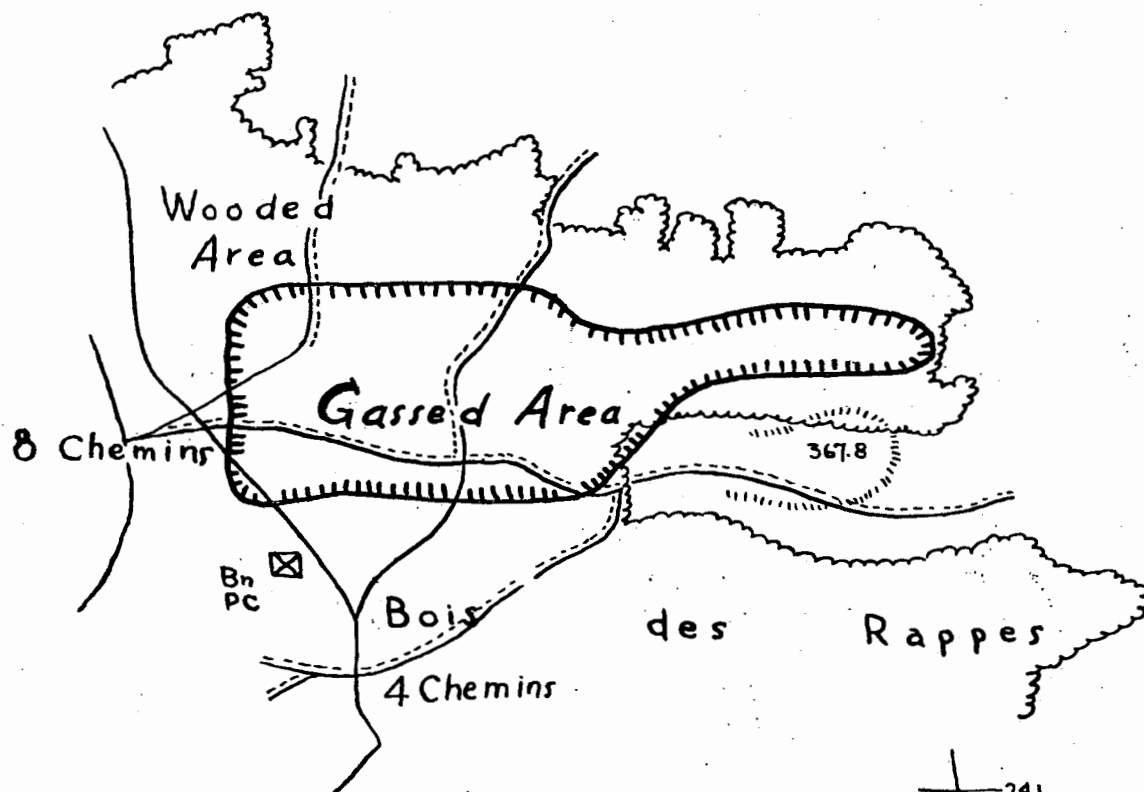 Wooded
Area
Gassed Area
8 Chemins
367.8
Bn
PC
Bois des Rappes
4 Chemins